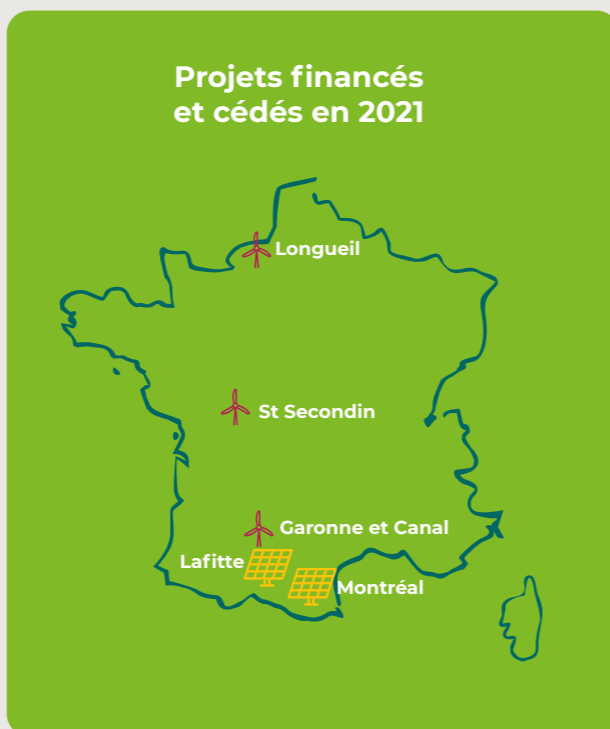 Projets financés
et cédés en 2021
Longueil
St Secondin
Garonne et Canal
Lafitte
Montréal